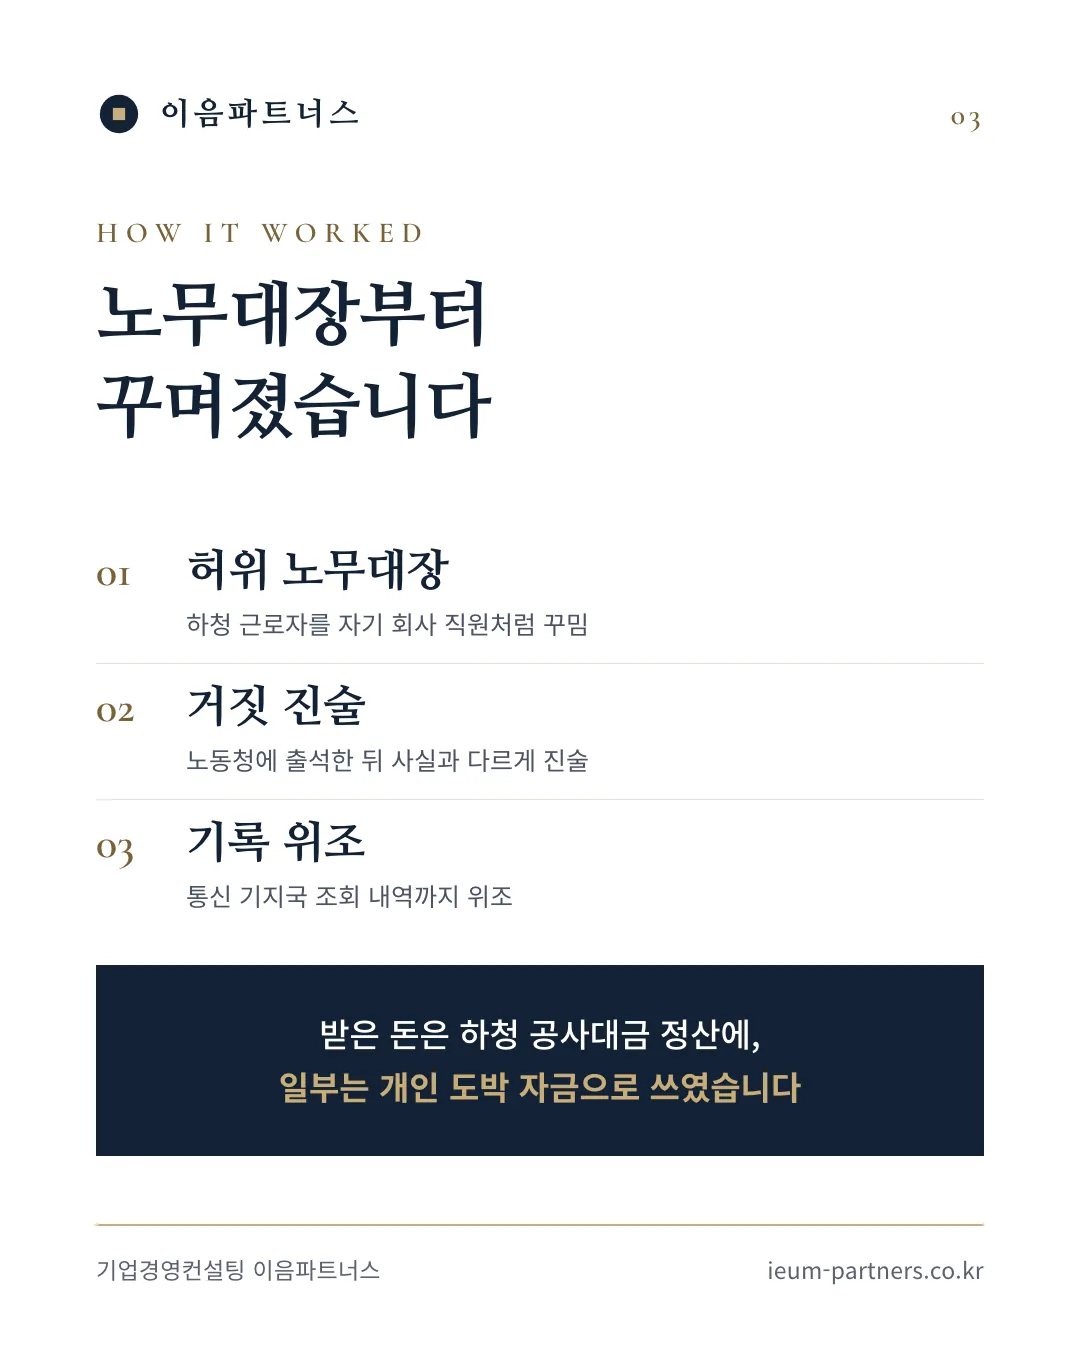 이음파트너스
03
HOW IT WORKED
노무대장부터
꾸며졌습니다
01 허위 노무대장
하청 근로자를 자기 회사 직원처럼 꾸밈
02 거짓 진술
노동청에 출석한 뒤 사실과 다르게 진술
03 기록 위조
통신 기지국 조회 내역까지 위조
받은 돈은 하청 공사대금 정산에,
일부는 개인 도박 자금으로 쓰였습니다
기업경영컨설팅 이음파트너스
ieum-partners.co.kr